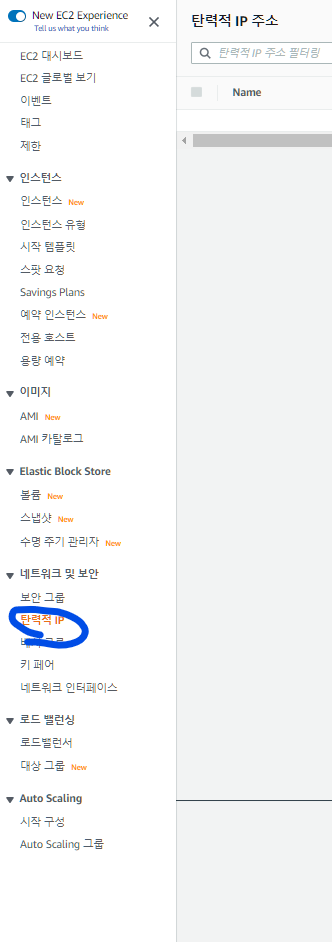 New EC2 Experience
Tell us what you think
EC2 대시보드
EC2 글로벌 보기
이벤트
태그
제한
인스턴스
인스턴스 New
인스턴스 유형
시작 템플릿
스팟 요청
Savings Plans
예약 인스턴스 New
전용 호스트
용량 예약
이미지
AMI New
AMI 카탈로그
Elastic Block Store
볼륨 New
스냅샷 New
수명 주기 관리자 New
네트워크 및 보안
보안 그룹
탄력적 IP
그룹
키 페어
네트워크 인터페이스
로드 밸런싱
로드밸런서
대상 그룹 New
Auto Scaling
시작 구성
Auto Scaling 그룹
탄력적 IP 주소
탄력적 IP 주소 필터링
Name